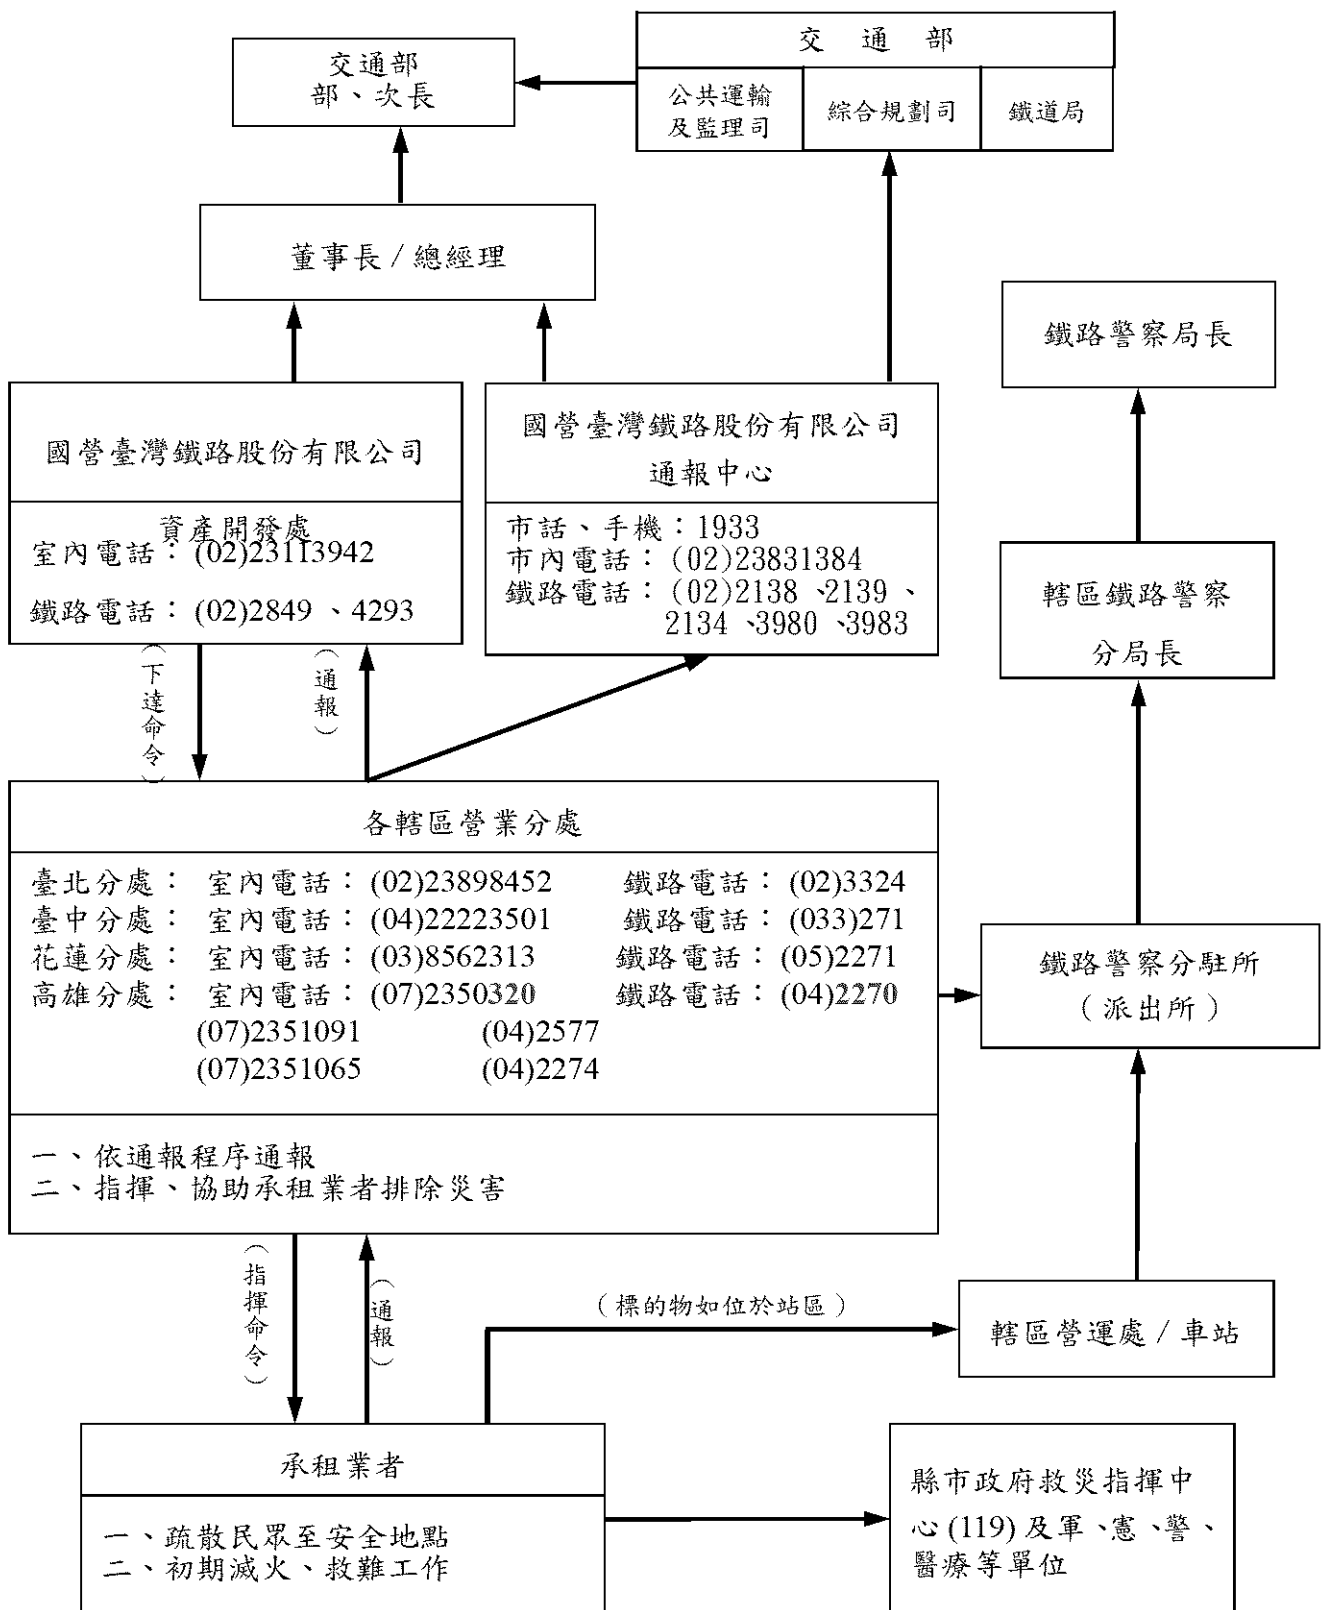 交通部
公共運輸
及監理司
綜合規劃司
鐵道局
交通部
部、次長
董事長/總經理
鐵路警察局長
國營臺灣鐵路股份有限公司
資產開發處
室內電話：(02)23113942
鐵路電話：(02)2849、4293
國營臺灣鐵路股份有限公司
通報中心
市話、手機：1933
市內電話：(02)23831384
鐵路電話：(02)2138、2139、
2134、3980、3983
轄區鐵路警察
分局長
(下達命令)
(通報)
各轄區營業分處
臺北分處： 室內電話：(02)23898452 鐵路電話：(02)3324
臺中分處： 室內電話：(04)22223501 鐵路電話：(033)271
花蓮分處： 室內電話：(03)8562313 鐵路電話：(05)2271
高雄分處： 室內電話：(07)2350320 鐵路電話：(04)2270
(07)2351091 (04)2577
(07)2351065 (04)2274
一、依通報程序通報
二、指揮、協助承租業者排除災害
鐵路警察分駐所
(派出所)
(指揮命令)
(通報)
(標的物如位於站區)
轄區營運處/車站
承租業者
一、疏散民眾至安全地點
二、初期滅火、救難工作
縣市政府救災指揮中
心(119)及軍、憲、警、
醫療等單位